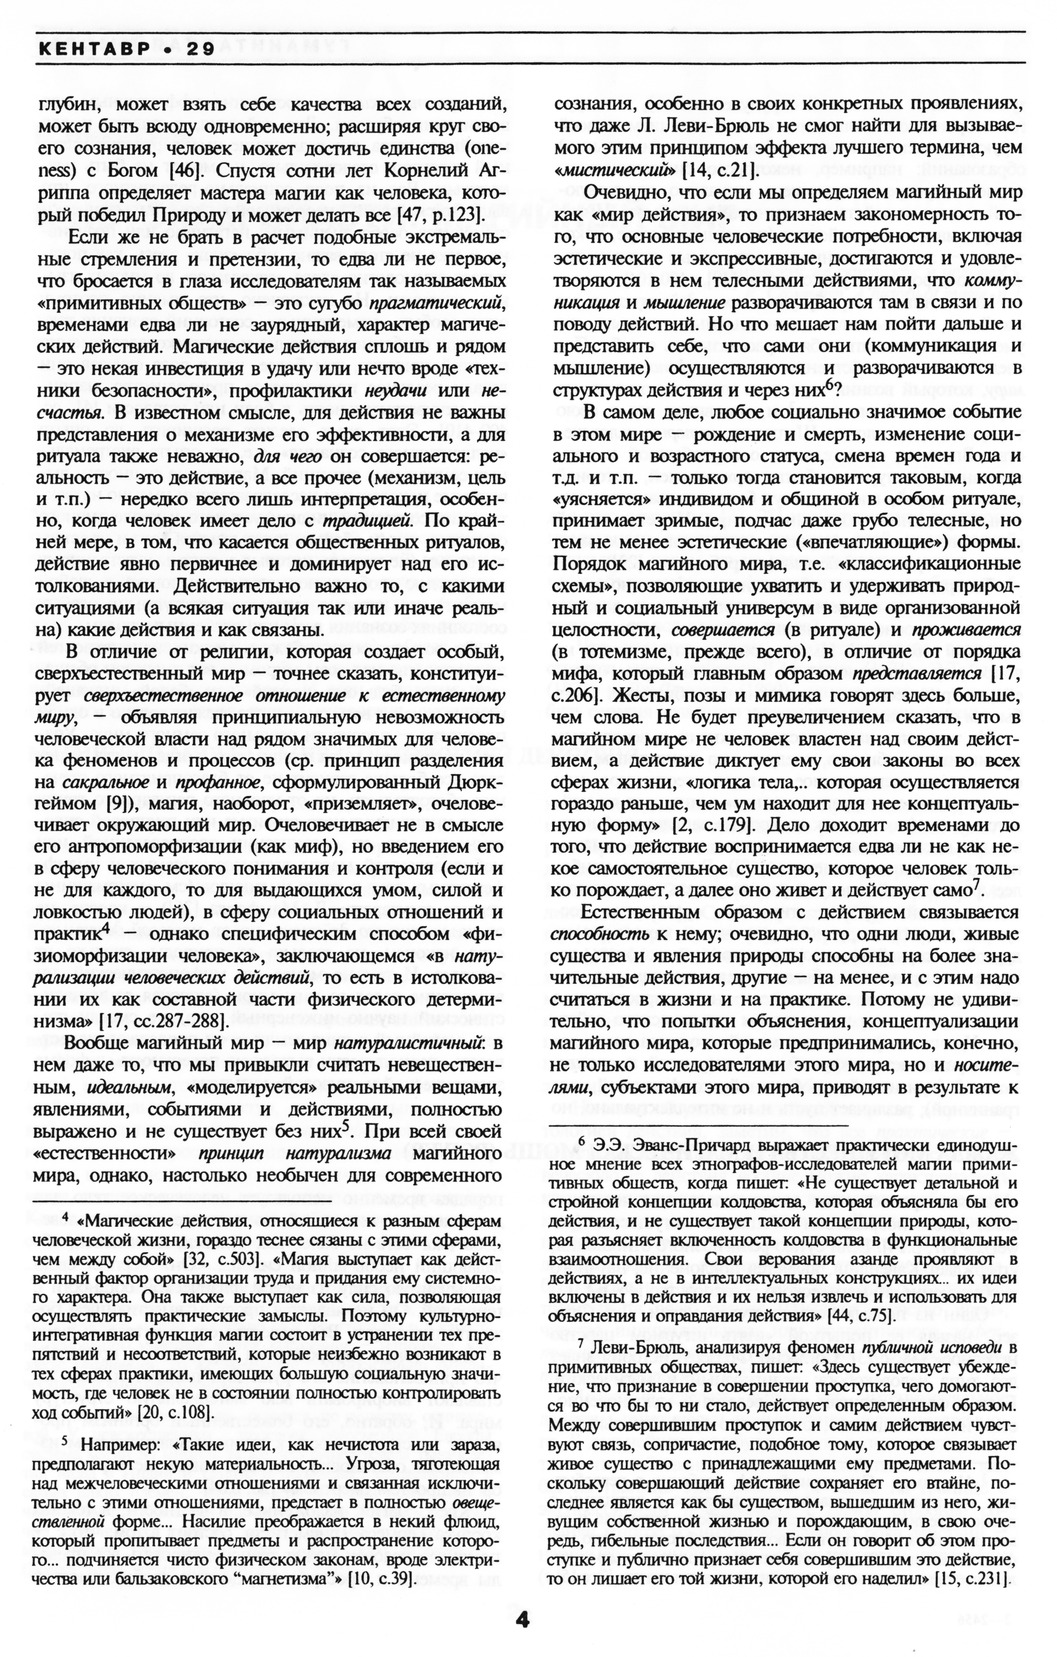 КЕНТАВР • 29
глубин, может взять себе качества всех созданий,
может быть всюду одновременно; расширяя круг сво-
его сознания, человек может достичь единства (one-
ness) с Богом [46]. Спустя сотни лет Корнелий Аг-
риппа определяет мастера магии как человека, кото-
рый победил Природу и может делать все [47, p.123].
Если же не брать в расчет подобные экстремаль-
ные стремления и претензии, то едва ли не первое,
что бросается в глаза исследователям так называемых
«примитивных обществ» — это сугубо прагматический,
временами едва ли не заурядный, характер магиче-
ских действий. Магические действия сплошь и рядом
— это некая инвестиция в удачу или нечто вроде «тех-
ники безопасности», профилактики неудачи или не-
счастья. В известном смысле, для действия не важны
представления о механизме его эффективности, а для
ритуала также неважно, для чего он совершается: ре-
альность — это действие, а все прочее (механизм, цель
и т.п.) — нередко всего лишь интерпретация, особен-
но, когда человек имеет дело с традицией. По край-
ней мере, в том, что касается общественных ритуалов,
действие явно первичнее и доминирует над его ис-
толкованиями. Действительно важно то, с какими
ситуациями (а всякая ситуация так или иначе реаль-
на) какие действия и как связаны.
В отличие от религии, которая создает особый,
сверхъестественный мир — точнее сказать, конституи-
рует сверхъестественное отношение к естественному
миру, — объявляя принципиальную невозможность
человеческой власти над рядом значимых для челове-
ка феноменов и процессов (ср. принцип разделения
на сакральное и профанное, сформулированный Дюрк-
геймом [9]), магия, наоборот, «приземляет», очелове-
чивает окружающий мир. Очеловечивает не в смысле
его антропоморфизации (как миф), но введением его
в сферу человеческого понимания и контроля (если и
не для каждого, то для выдающихся умом, силой и
ловкостью людей), в сферу социальных отношений и
практик4 — однако специфическим способом «фи-
зиоморфизации человека», заключающемся «в нату-
рализации человеческих действий, то есть в истолкова-
нии их как составной части физического детерми-
низма» [17, сс.287-288].
Вообще магийный мир — мир натуралистичный: в
нем даже то, что мы привыкли считать невеществен-
ным, идеальным, «моделируется» реальными вещами,
явлениями, событиями и действиями, полностью
выражено и не существует без них5. При всей своей
«естественности» принцип натурализма магийного
мира, однако, настолько необычен для современного
4 «Магические действия, относящиеся к разным сферам
человеческой жизни, гораздо теснее сязаны с этими сферами,
чем между собой» [32, с.503]. «Магия выступает как дейст-
венный фактор организации труда и придания ему системно-
го характера. Она также выступает как сила, позволяющая
осуществлять практические замыслы. Поэтому культурно-
интегративная функция магии состоит в устранении тех пре-
пятствий и несоответствий, которые неизбежно возникают в
тех сферах практики, имеющих большую социальную значи-
мость, где человек не в состоянии полностью контролировать
ход событий» [20, с.108].
5 Например: «Такие идеи, как нечистота или зараза,
предполагают некую материальность... Угроза, тяготеющая
над межчеловеческими отношениями и связанная исключи-
тельно с этими отношениями, предстает в полностью овеще-
ствленной форме... Насилие преображается в некий флюид,
который пропитывает предметы и распространение которо-
го... подчиняется чисто физическом законам, вроде электри-
чества или бальзаковского “магнетизма”» [10, с.39].
сознания, особенно в своих конкретных проявлениях,
что даже Л. Леви-Брюль не смог найти для вызывае-
мого этим принципом эффекта лучшего термина, чем
«мистический» [14, с.21].
Очевидно, что если мы определяем магийный мир
как «мир действия», то признаем закономерность то-
го, что основные человеческие потребности, включая
эстетические и экспрессивные, достигаются и удовле-
творяются в нем телесными действиями, что комму-
никация и мышление разворачиваются там в связи и по
поводу действий. Но что мешает нам пойти дальше и
представить себе, что сами они (коммуникация и
мышление) осуществляются и разворачиваются в
структурах действия и через них6?
В самом деле, любое социально значимое событие
в этом мире — рождение и смерть, изменение соци-
ального и возрастного статуса, смена времен года и
т.д. и т.п. — только тогда становится таковым, когда
«уясняется» индивидом и общиной в особом ритуале,
принимает зримые, подчас даже грубо телесные, но
тем не менее эстетические («впечатляющие») формы.
Порядок магийного мира, т.е. «классификационные
схемы», позволяющие ухватить и удерживать природ-
ный и социальный универсум в виде организованной
целостности, совершается (в ритуале) и проживается
(в тотемизме, прежде всего), в отличие от порядка
мифа, который главным образом представляется [17,
с.206]. Жесты, позы и мимика говорят здесь больше,
чем слова. Не будет преувеличением сказать, что в
магийном мире не человек властен над своим дейст-
вием, а действие диктует ему свои законы во всех
сферах жизни, «логика тела,.. которая осуществляется
гораздо раньше, чем ум находит для нее концептуаль-
ную форму» [2, с.179]. Дело доходит временами до
того, что действие воспринимается едва ли не как не-
кое самостоятельное существо, которое человек толь-
ко порождает, а далее оно живет и действует само7.
Естественным образом с действием связывается
способность к нему; очевидно, что одни люди, живые
существа и явления природы способны на более зна-
чительные действия, другие — на менее, и с этим надо
считаться в жизни и на практике. Потому не удиви-
тельно, что попытки объяснения, концептуализации
магийного мира, которые предпринимались, конечно,
не только исследователями этого мира, но и носите-
лями, субъектами этого мира, приводят в результате к
6 Э.Э. Эванс-Причард выражает практически единодуш-
ное мнение всех этнографов-исследователей магии прими-
тивных обществ, когда пишет: «Не существует детальной и
стройной концепции колдовства, которая объясняла бы его
действия, и не существует такой концепции природы, кото-
рая разъясняет включенность колдовства в функциональные
взаимоотношения. Свои верования азанде проявляют в
действиях, а не в интеллектуальных конструкциях... их идеи
включены в действия и их нельзя извлечь и использовать для
объяснения и оправдания действия» [44, с.75].
7 Леви-Брюль, анализируя феномен публичной исповеди в
примитивных обществах, пишет: «Здесь существует убежде-
ние, что признание в совершении проступка, чего домогают-
ся во что бы то ни стало, действует определенным образом.
Между совершившим проступок и самим действием чувст-
вуют связь, сопричастие, подобное тому, которое связывает
живое существо с принадлежащими ему предметами. По-
скольку совершающий действие сохраняет его втайне, по-
следнее является как бы существом, вышедшим из него, жи-
вущим собственной жизнью и порождающим, в свою оче-
редь, гибельные последствия... Если он говорит об этом про-
ступке и публично признает себя совершившим это действие,
то он лишает его той жизни, которой его наделил» [15, с.231].
4